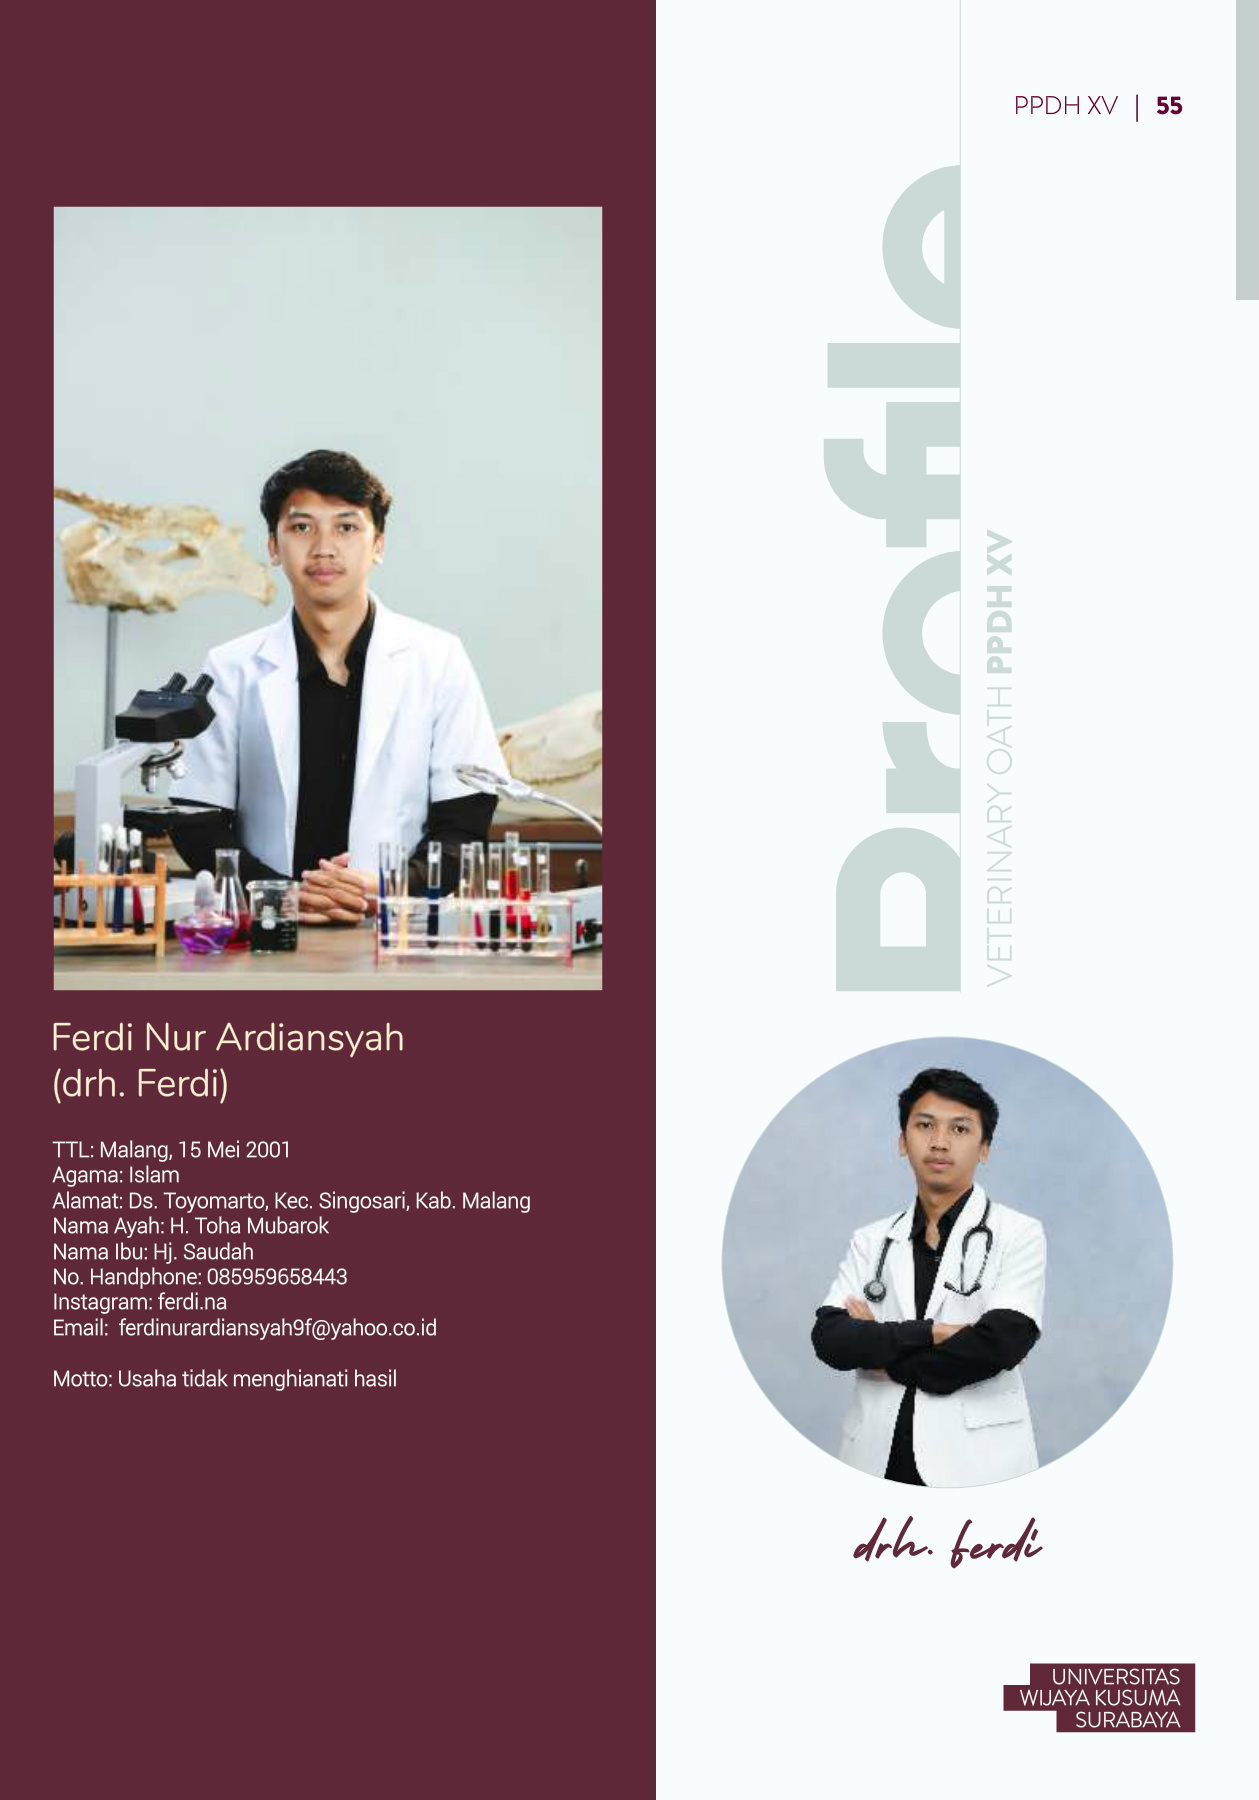 PPDH XV | 55
Profile
VETERINARY OATH PPDH XV
Ferdi Nur Ardiansyah
(drh. Ferdi)
TTL: Malang, 15 Mei 2001
Agama: Islam
Alamat: Ds. Toyomarto, Kec. Singosari, Kab. Malang
Nama Ayah: H. Toha Mubarok
Nama Ibu: Hj. Saudah
No. Handphone: 085959658443
Instagram: ferdi.na
Email: ferdinurardiansyah9f@yahoo.co.id
Motto: Usaha tidak menghianati hasil
drh. ferdi
UNIVERSITAS
WIJAYA KUSUMA
SURABAYA